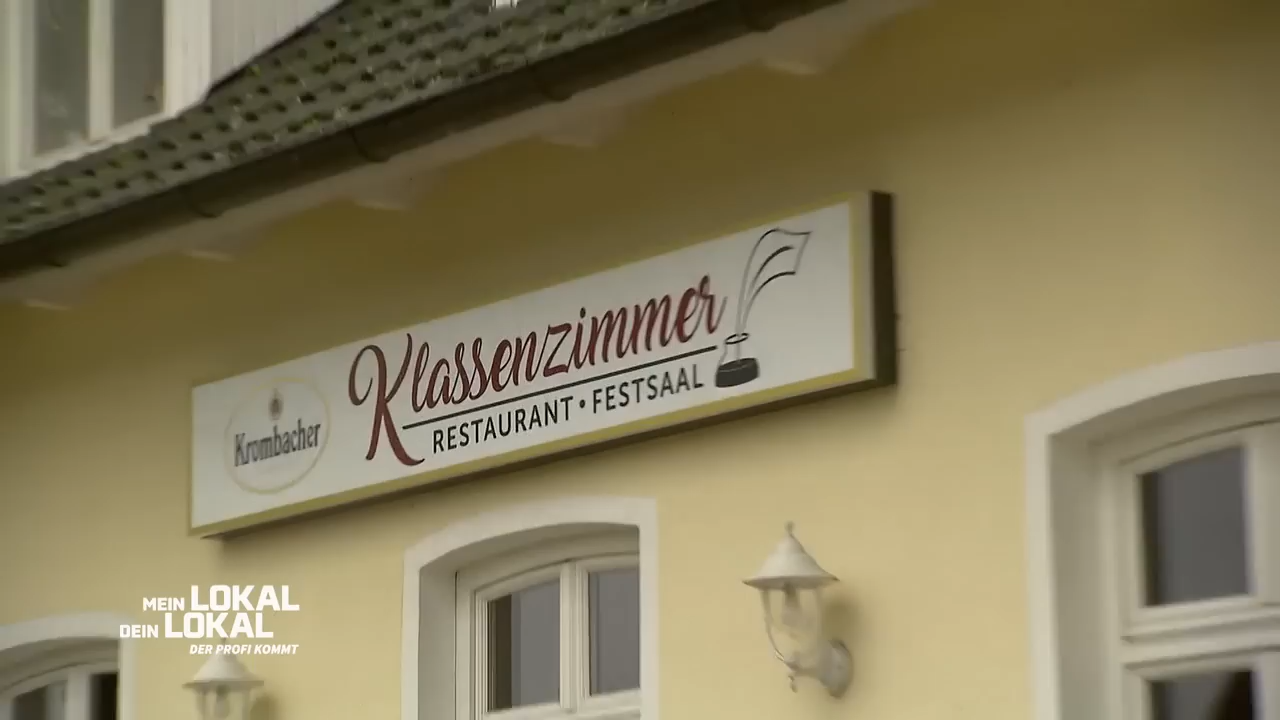 Krombacher
Klassenzimmer
RESTAURANT • FESTSAAL
MEIN LOKAL
DEIN LOKAL
DER PROFI KOMMT